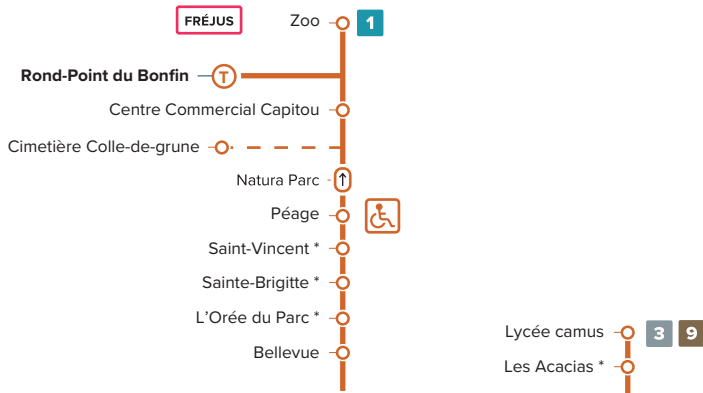 FRÉJUS
Zoo 1
Rond-Point du Bonfin T
Centre Commercial Capitou
Cimetière Colle-de-grune
Natura Parc
Péage
Saint-Vincent *
Sainte-Brigitte *
L'Orée du Parc *
Bellevue
Lycée camus 3 9
Les Acacias *